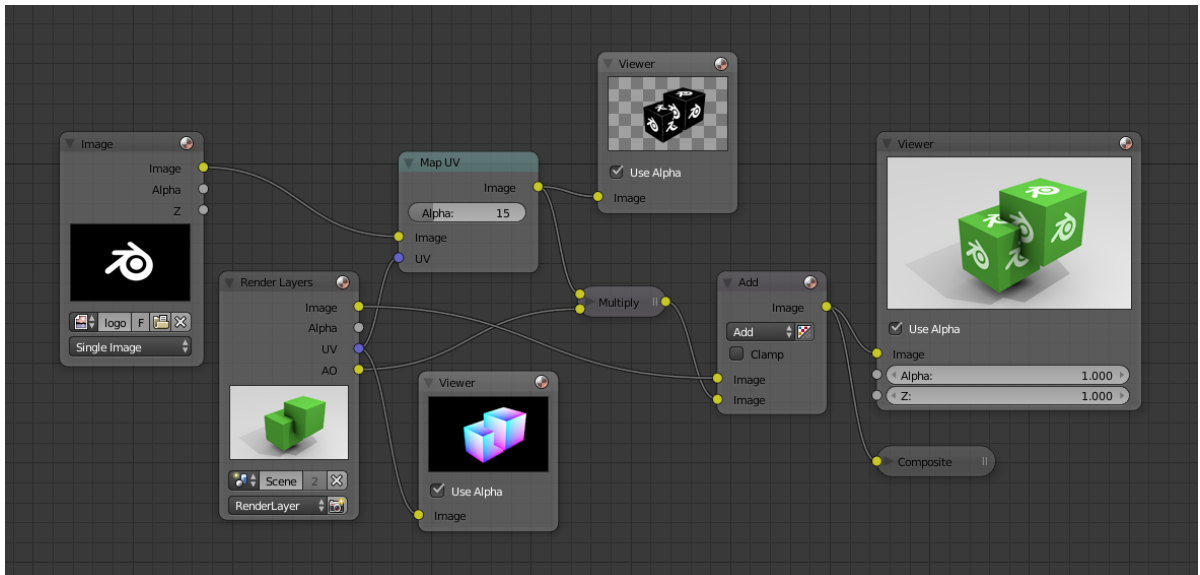 Image
Image
Alpha
Z
logo F
Single Image
Render Layers
Image
Alpha
UV
AO
Scene 2
RenderLayer
Map UV
Image
Alpha: 15
Image
UV
Viewer
Use Alpha
Image
Viewer
Use Alpha
Image
Multiply
Add
Image
Add
Clamp
Image
Image
Viewer
Use Alpha
Image
Alpha: 1.000
Z: 1.000
Composite